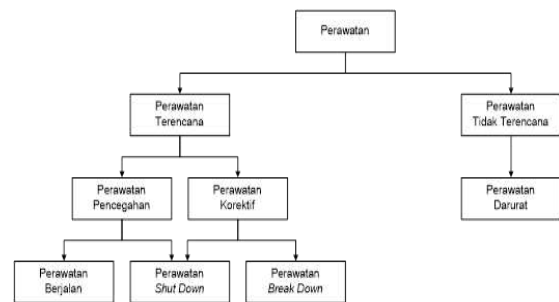 Perawatan
Perawatan
Terencana
Perawatan
Tidak Terencana
Perawatan
Pencegahan
Perawatan
Korektif
Perawatan
Darurat
Perawatan
Berjalan
Perawatan
Shut Down
Perawatan
Break Down